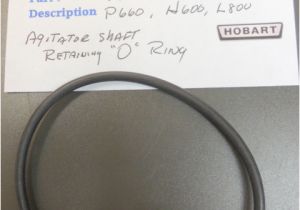 Description P660, H600, L800
AGITATOR SHAFT
RETAINING "O" RING
HOBART